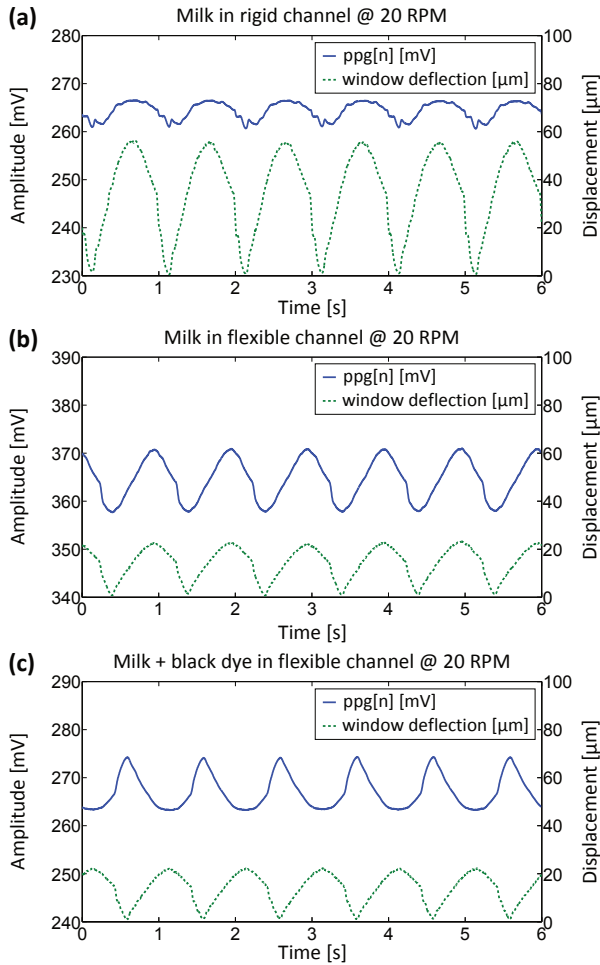 (a)
Milk in rigid channel @ 20 RPM
280
270
260
250
240
230
100
80
60
40
20
0
0 1 2 3 4 5 6
Amplitude [mV]
Displacement [µm]
Time [s]
ppg[n] [mV]
window deflection [µm]
(b)
Milk in flexible channel @ 20 RPM
390
380
370
360
350
340
100
80
60
40
20
0
0 1 2 3 4 5 6
Amplitude [mV]
Displacement [µm]
Time [s]
ppg[n] [mV]
window deflection [µm]
(c)
Milk + black dye in flexible channel @ 20 RPM
290
280
270
260
250
240
100
80
60
40
20
0
0 1 2 3 4 5 6
Amplitude [mV]
Displacement [µm]
Time [s]
ppg[n] [mV]
window deflection [µm]